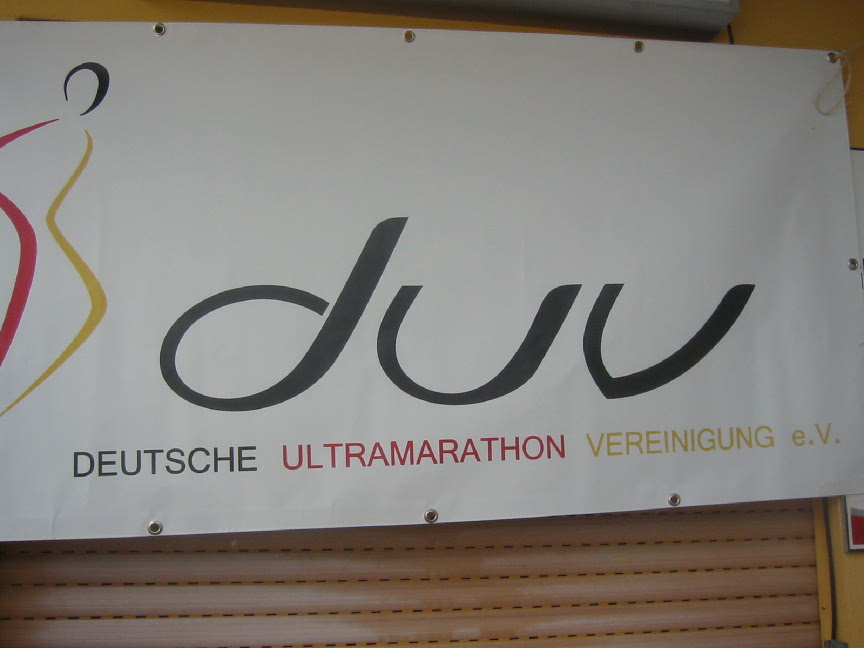 duv
DEUTSCHE ULTRAMARATHON VEREINIGUNG e.V.